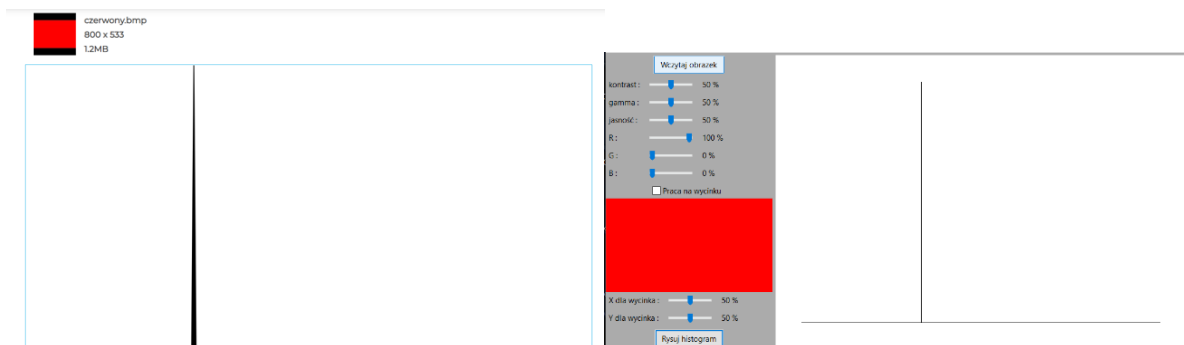 czerwony.bmp
800 x 533
1.2MB
Wczytaj obrazek
kontrast : 50 %
gamma : 50 %
jasność : 50 %
R : 100 %
G : 0 %
B : 0 %
Praca na wycinku
X dla wycinka : 50 %
Y dla wycinka : 50 %
Rysuj histogram